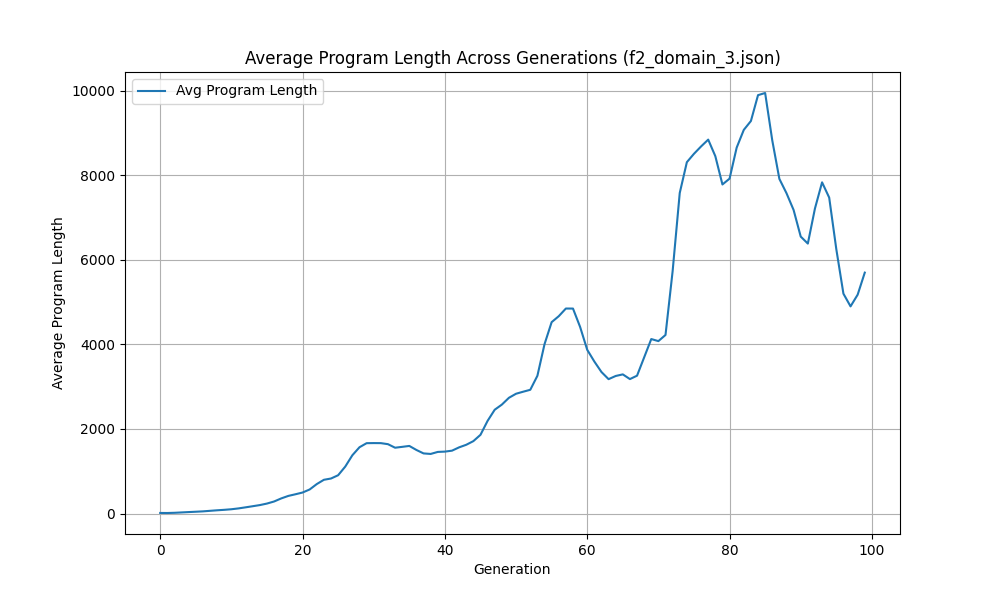 Average Program Length Across Generations (f2_domain_3.json)
Avg Program Length
10000
8000
6000
4000
2000
0
Average Program Length
0 20 40 60 80 100
Generation